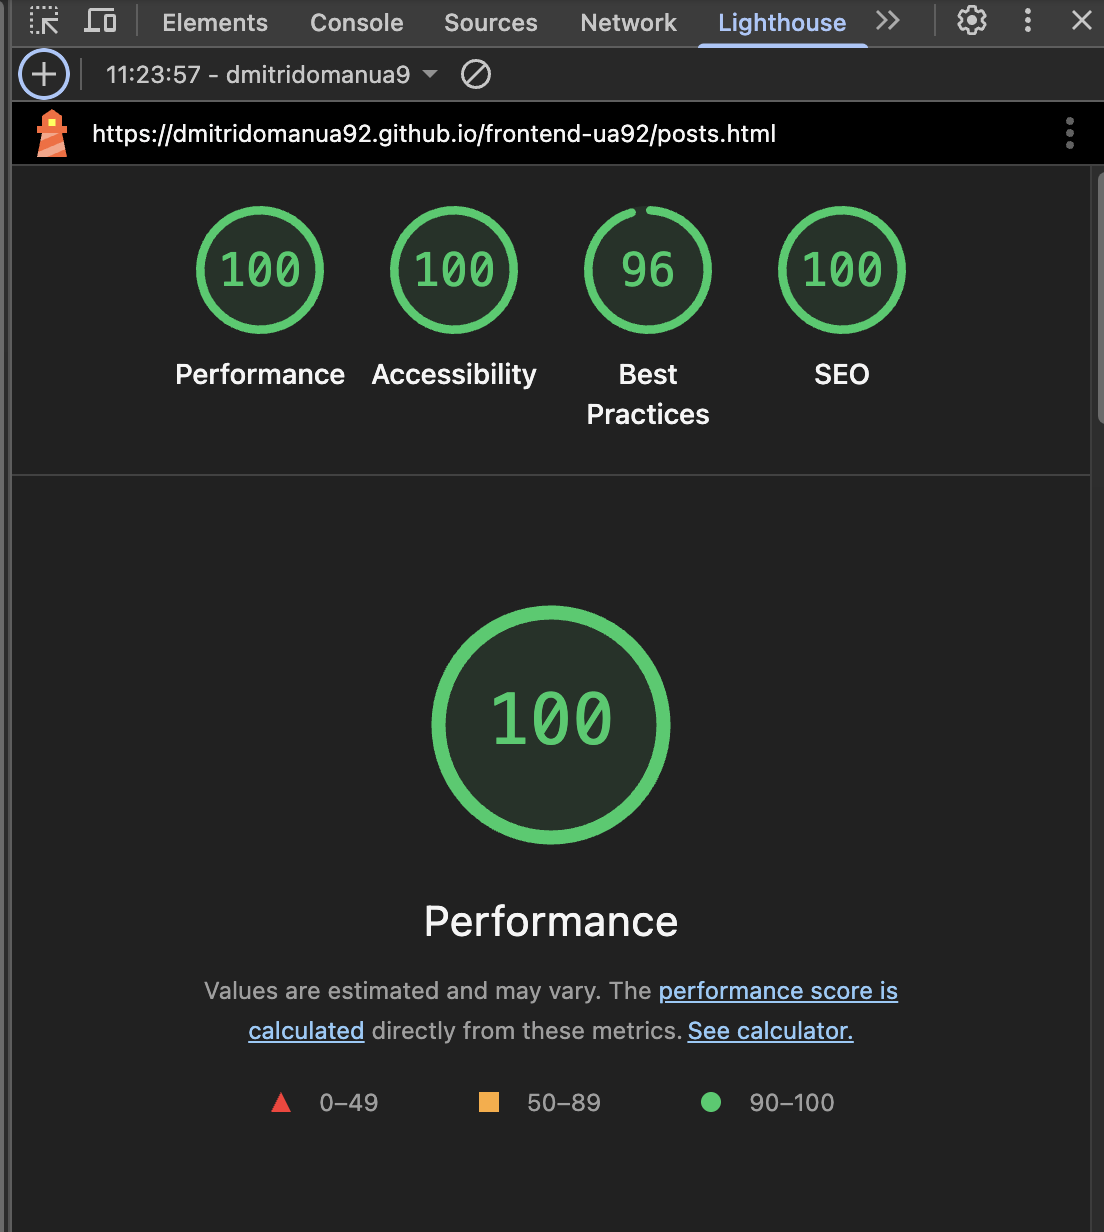 Elements Console Sources Network Lighthouse
11:23:57 - dmitridomanua9
https://dmitridomanua92.github.io/frontend-ua92/posts.html
100 100 96 100
Performance Accessibility Best Practices SEO
100
Performance
Values are estimated and may vary. The performance score is
calculated directly from these metrics. See calculator.
0–49 50–89 90–100